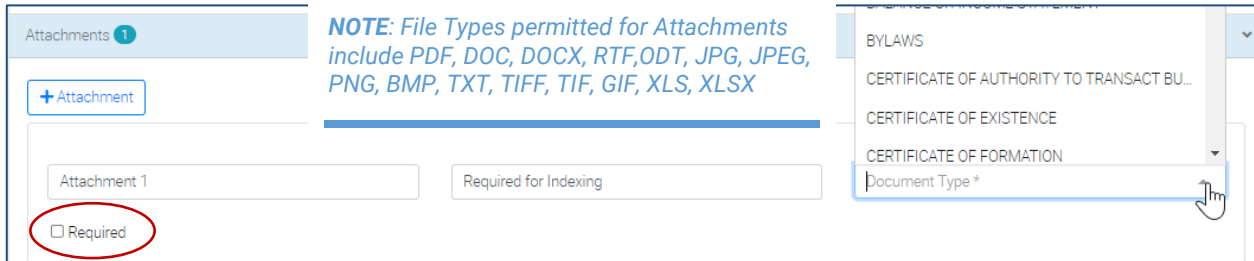 Attachments 1
NOTE: File Types permitted for Attachments
include PDF, DOC, DOCX, RTF,ODT, JPG, JPEG,
PNG, BMP, TXT, TIFF, TIF, GIF, XLS, XLSX
+ Attachment
BYLAWS
CERTIFICATE OF AUTHORITY TO TRANSACT BU...
CERTIFICATE OF EXISTENCE
CERTIFICATE OF FORMATION
Attachment 1
Required for Indexing
Document Type *
Required